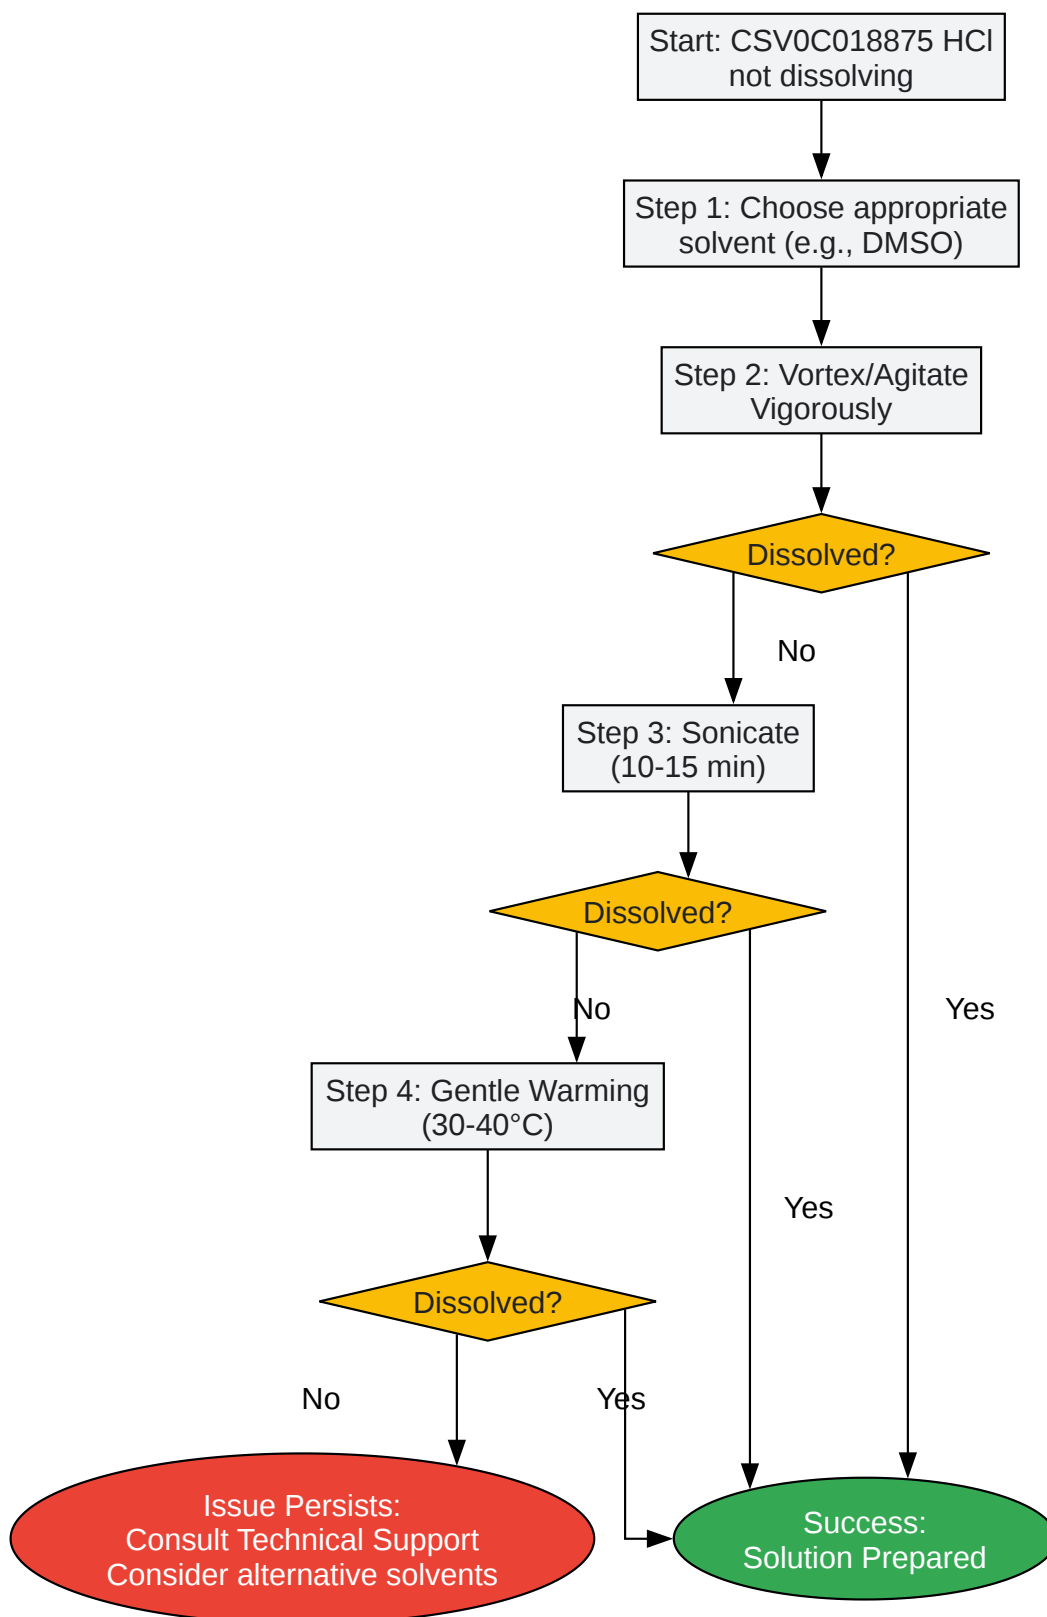 Start: CSV0C018875 HCl
not dissolving
Step 1: Choose appropriate
solvent (e.g., DMSO)
Step 2: Vortex/Agitate
Vigorously
Dissolved?
No
Step 3: Sonicate
(10-15 min)
Dissolved?
No
Yes
Step 4: Gentle Warming
(30-40°C)
Yes
Dissolved?
No
Yes
Issue Persists:
Consult Technical Support
Consider alternative solvents
Success:
Solution Prepared